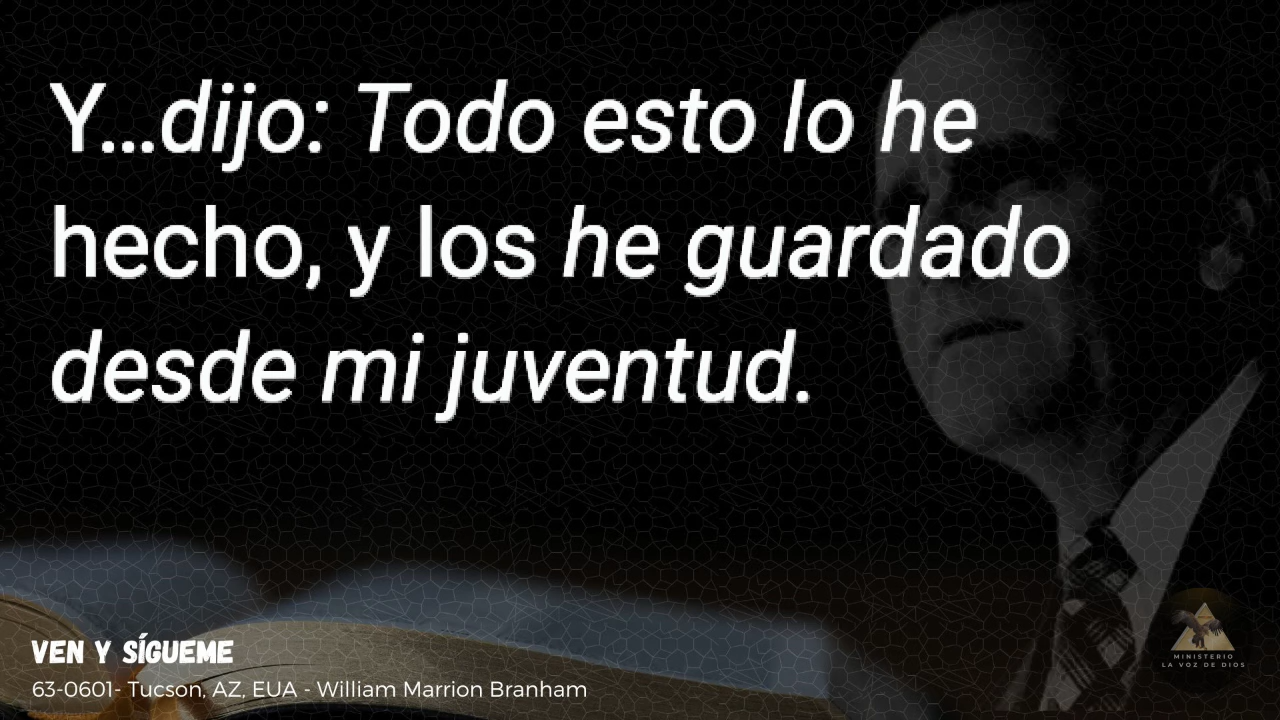 Y...dijo: Todo esto lo he
hecho, y los he guardado
desde mi juventud.
VEN Y SÍGUEME
63-0601- Tucson, AZ, EUA - William Marrion Branham
MINISTERIO
LA VOZ DE DIOS